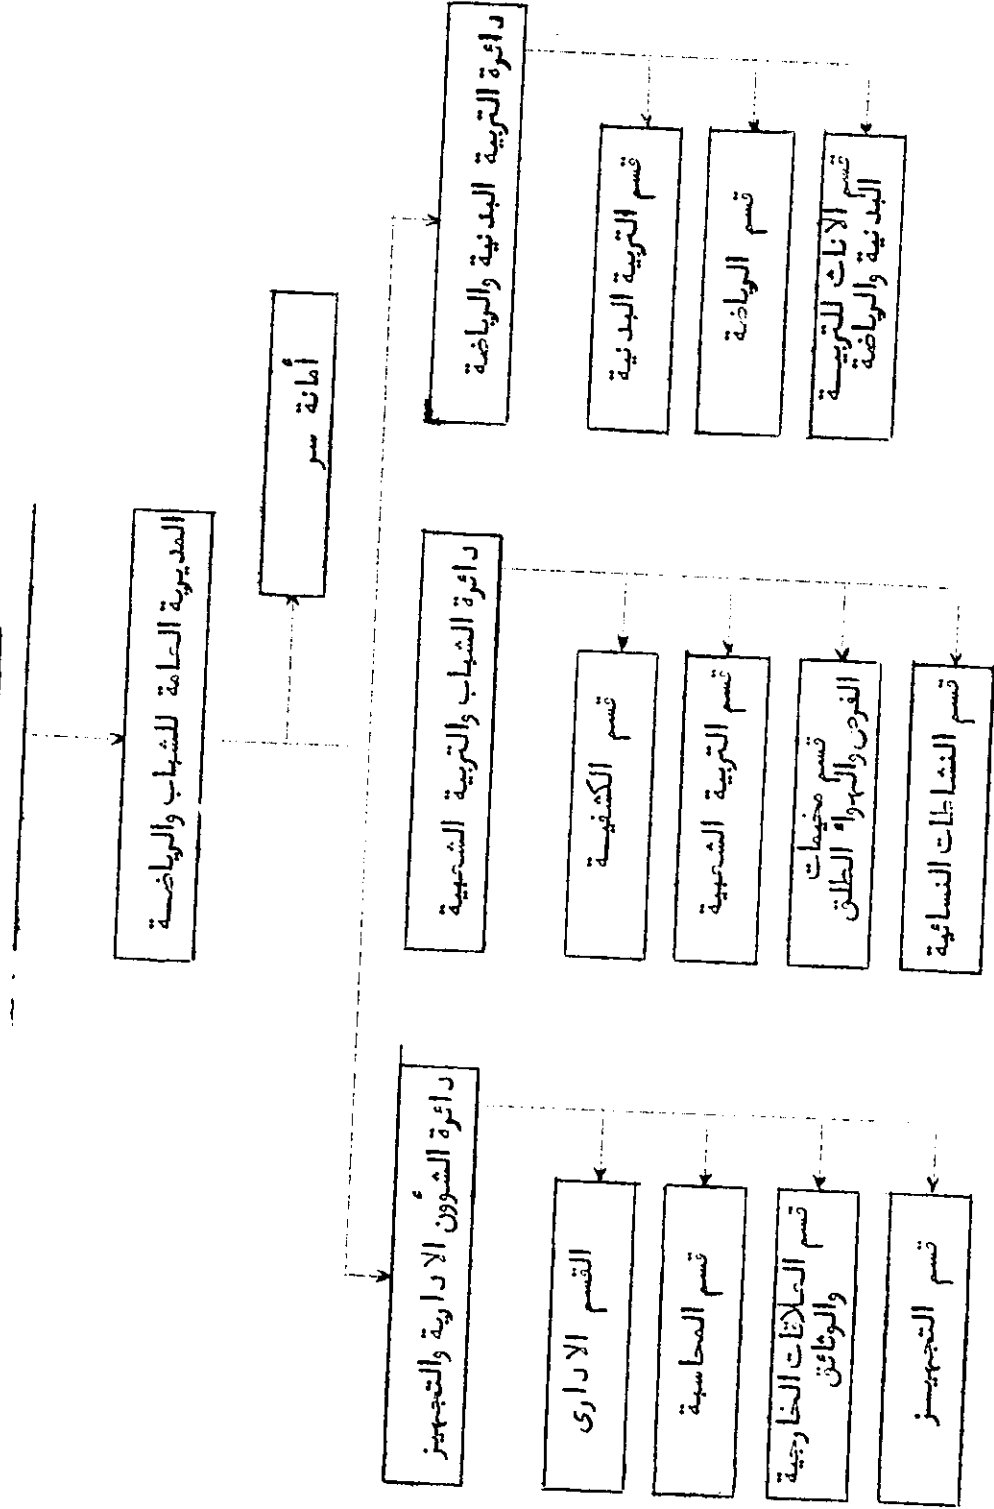 المديرية العامة للشباب والرياضة
أمانة سر
دائرة التربية البدنية والرياضة
قسم التربية البدنية
قسم الرياضة
قسم الاناث للتربية
البدنية والرياضة
دائرة الشباب والتربية الشعبية
قسم الكشفية
قسم التربية الشعبية
قسم مخيمات
الفرص والهواء الطلق
قسم النشاطات النسائية
دائرة الشؤون الادارية والتجهيز
القسم الادارى
قسم المحاسبة
قسم العلاقات الخارجية
والوثائق
قسم التجهيز